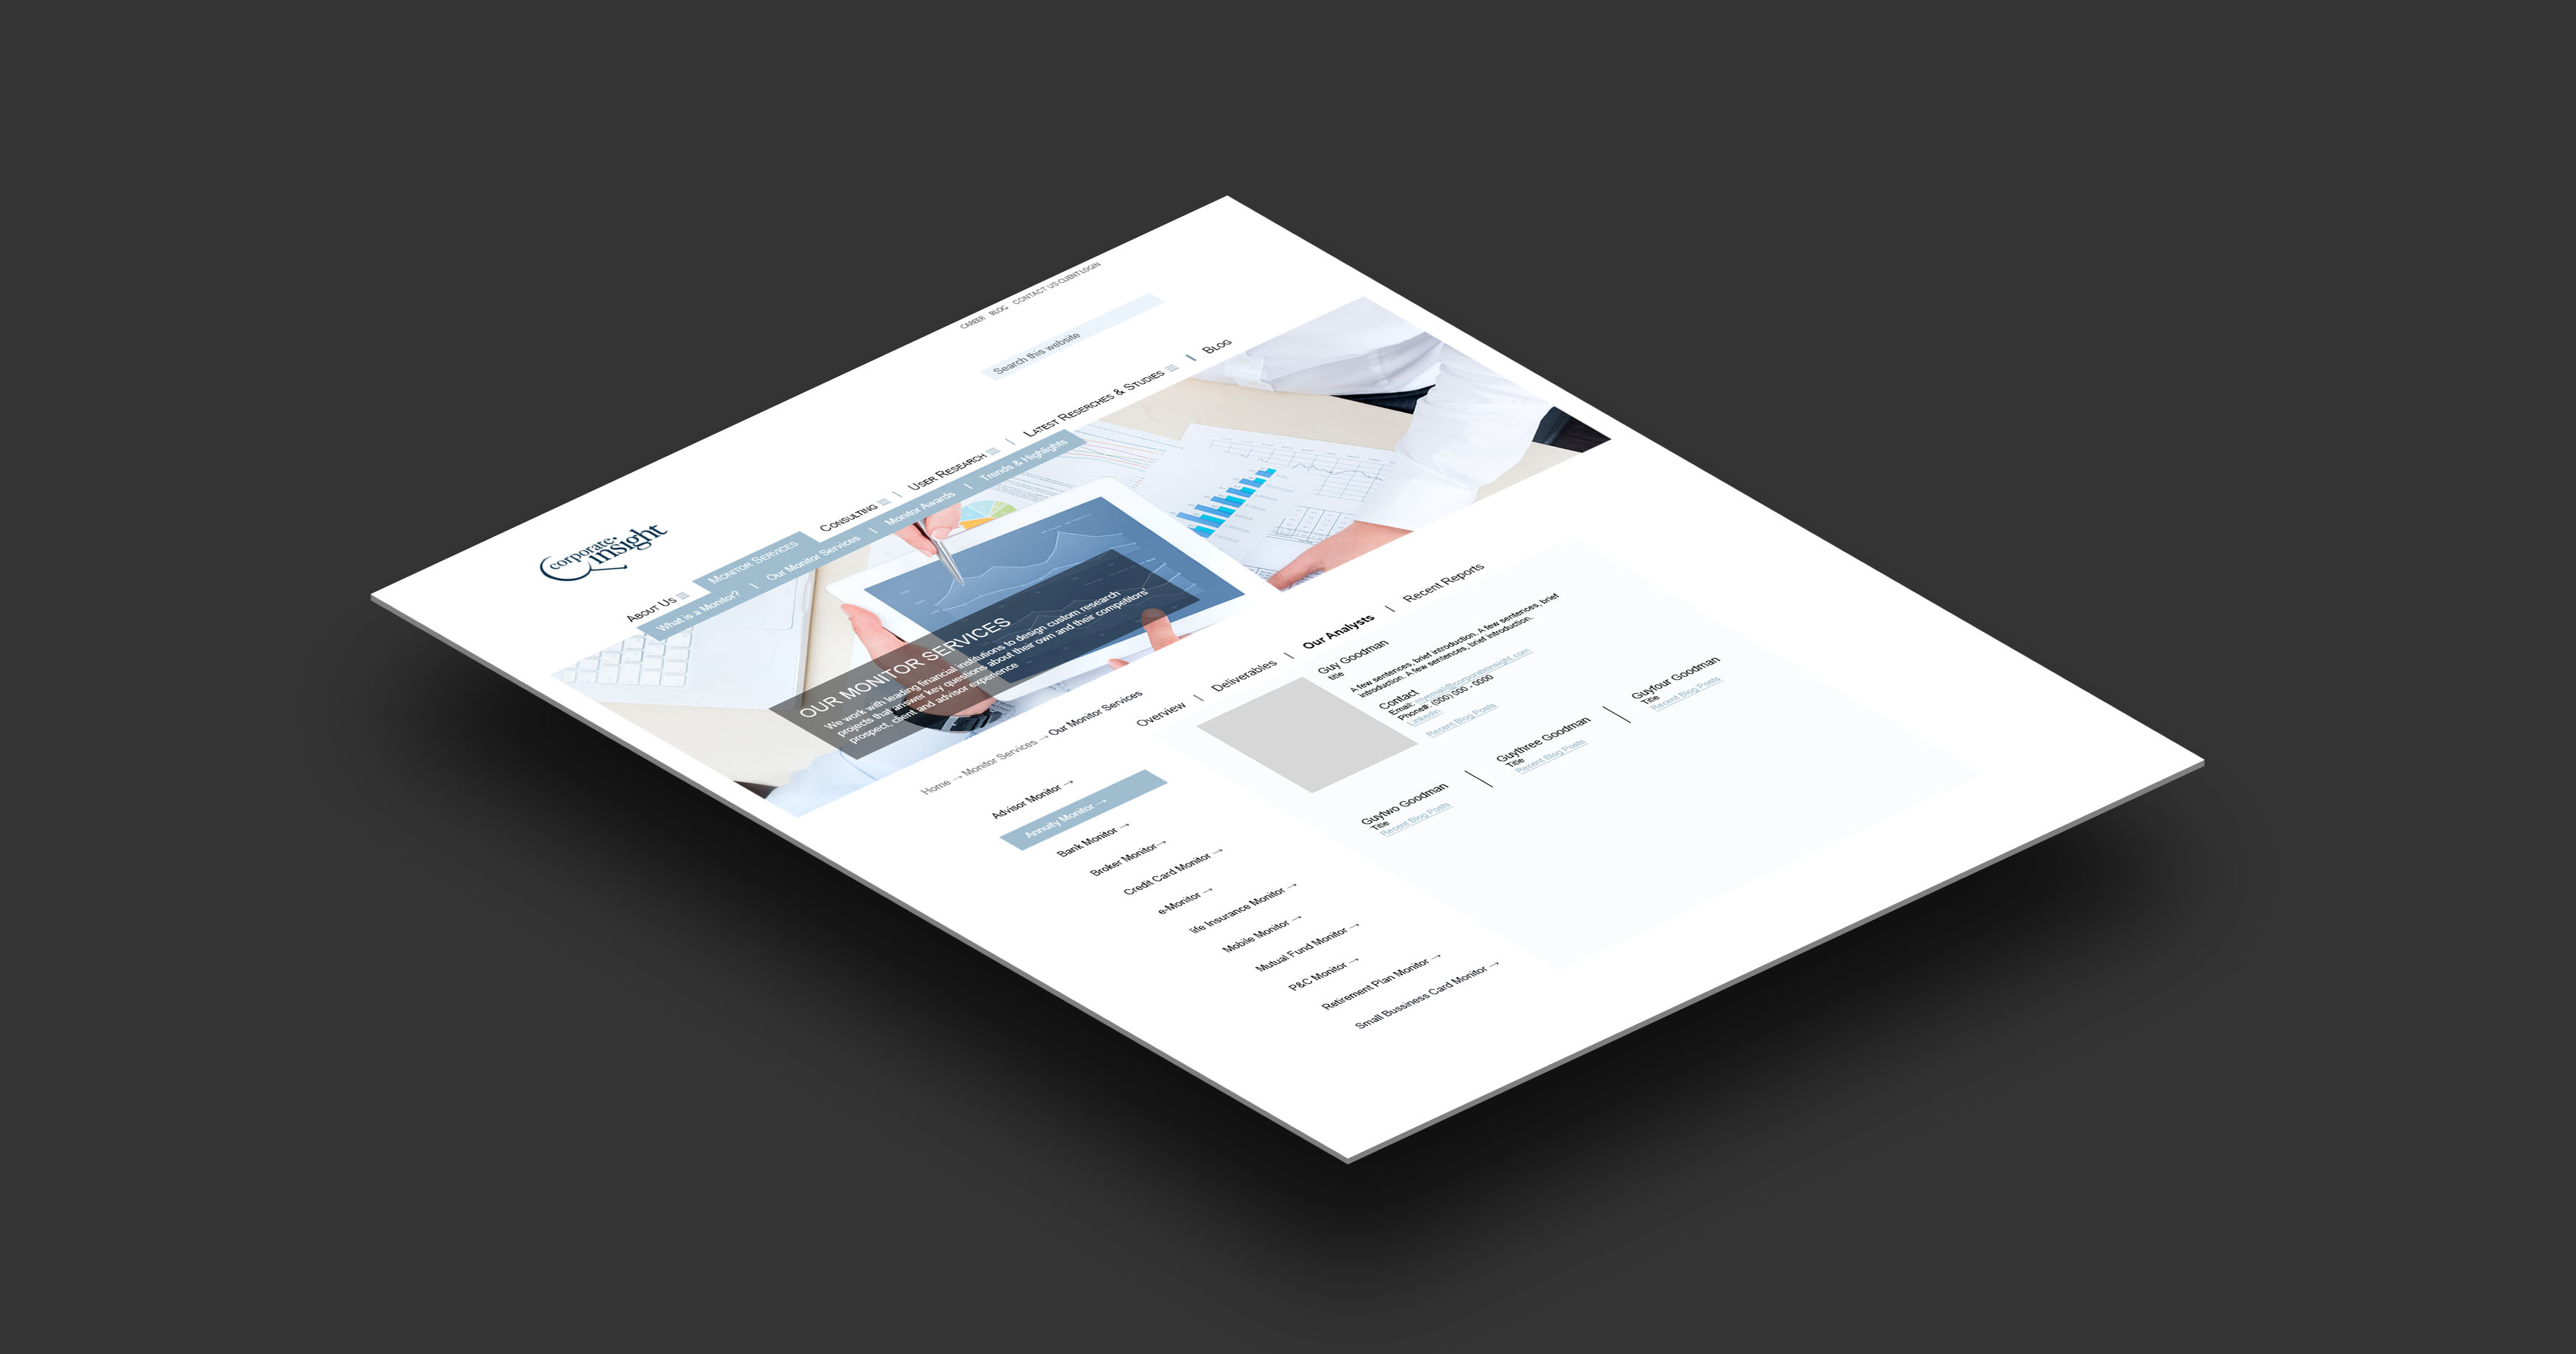 CAREER BLOG CONTACT US CLIENT LOGIN
Search this website
corporate insight
ABOUT US | MONITOR SERVICES | CONSULTING | USER RESEARCH | LATEST RESERCHES & STUDIES | BLOG
What is a Monitor? | Our Monitor Services | Monitor Awards | Trends & Highlights
OUR MONITOR SERVICES
We work with leading financial institutions to design custom research
projects that answer key questions about their own and their competitors'
prospect, client and advisor experience
Home → Monitor Services → Our Monitor Services
Advisor Monitor →
Annuity Monitor →
Bank Monitor →
Broker Monitor→
Credit Card Monitor →
e-Monitor →
life Insurance Monitor →
Mobile Monitor →
Mutual Fund Monitor →
P&C Monitor →
Retirement Plan Monitor →
Small Bussiness Card Monitor →
Overview | Deliverables | Our Analysts | Recent Reports
Guy Goodman
title
A few sentences, brief introduction. A few sentences, brief
introduction. A few sentences, brief introduction.
Contact
Email: myemail@corporateinsight.com
Phone#: (000) 000 - 0000
Linkedin
Recent Blog Posts
Guytwo Goodman
Title
Recent Blog Posts
Guythree Goodman
Title
Recent Blog Posts
Guyfour Goodman
Title
Recent Blog Posts